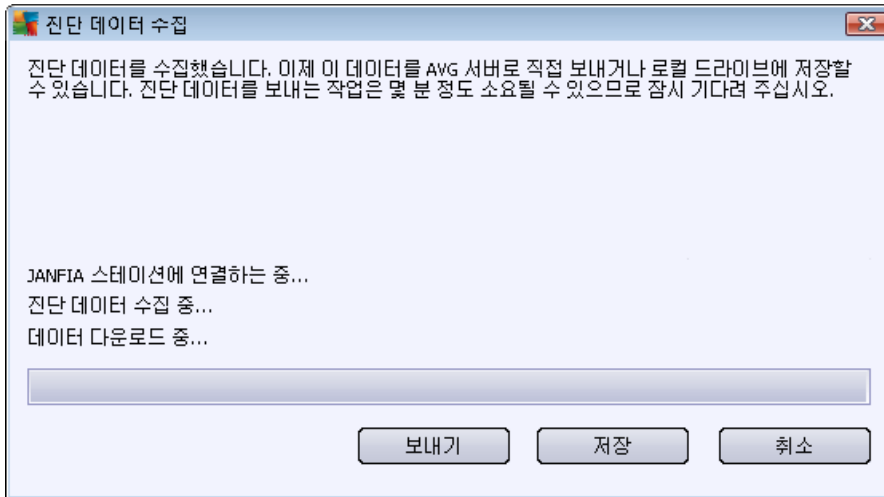 진단 데이터 수집
진단 데이터를 수집했습니다. 이제 이 데이터를 AVG 서버로 직접 보내거나 로컬 드라이브에 저장할
수 있습니다. 진단 데이터를 보내는 작업은 몇 분 정도 소요될 수 있으므로 잠시 기다려 주십시오.
JANFIA 스테이션에 연결하는 중...
진단 데이터 수집 중...
데이터 다운로드 중...
보내기 저장 취소